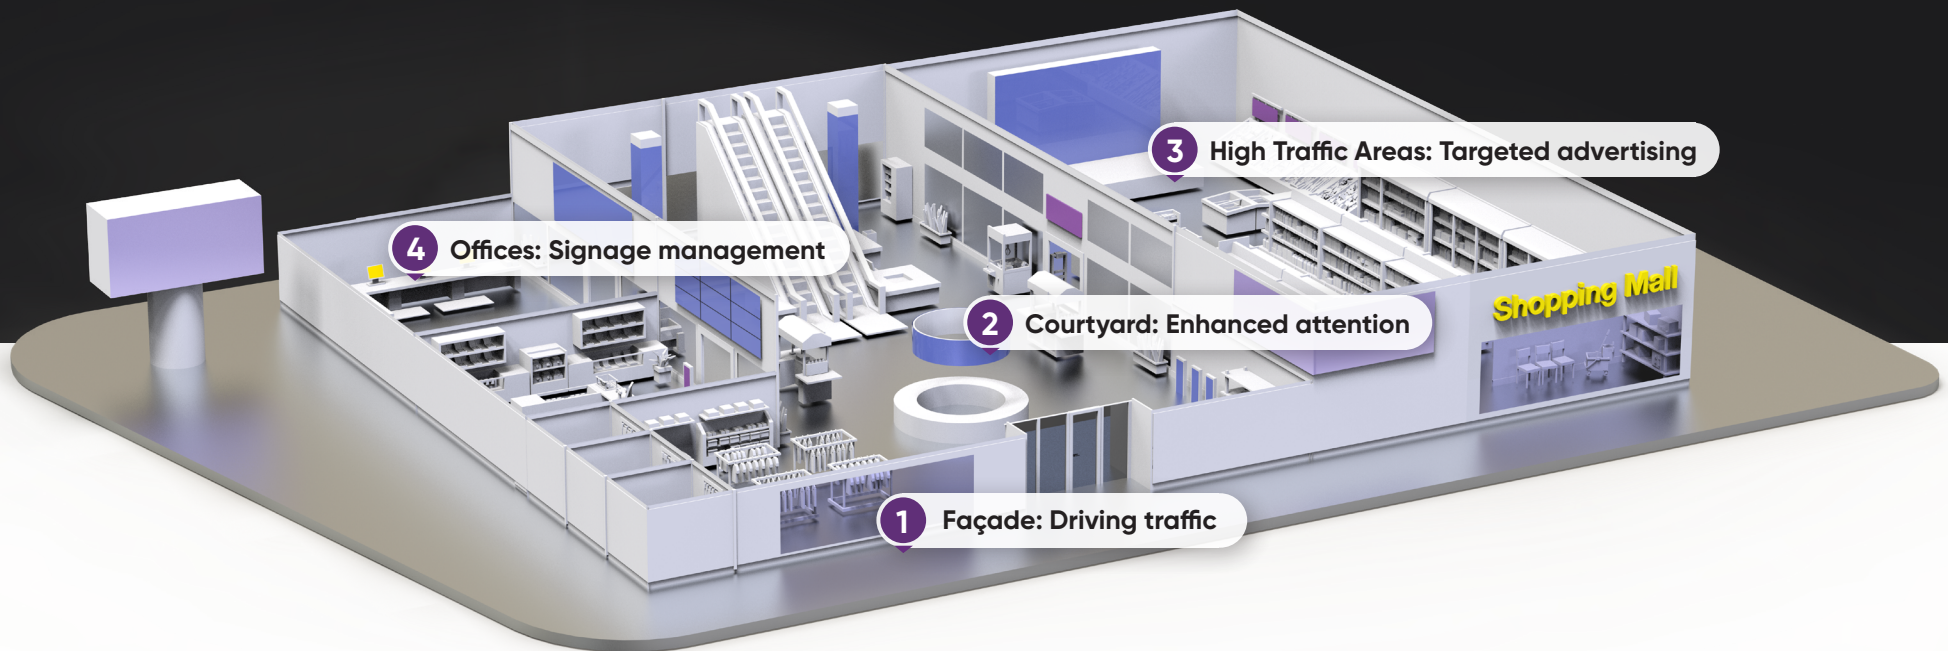 3 High Traffic Areas: Targeted advertising
4 Offices: Signage management
Shopping Mall
2 Courtyard: Enhanced attention
1 Façade: Driving traffic